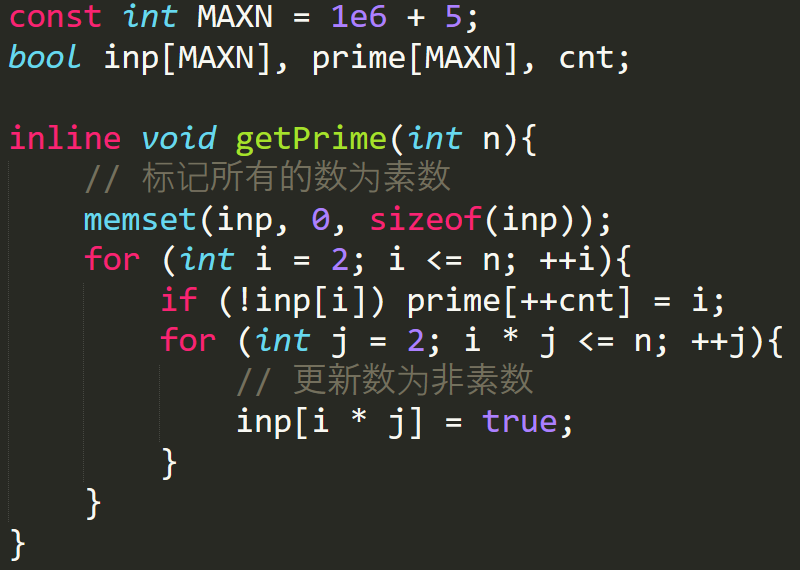 const int MAXN = 1e6 + 5;
bool inp[MAXN], prime[MAXN], cnt;

inline void getPrime(int n){
    // 标记所有的数为素数
    memset(inp, 0, sizeof(inp));
    for (int i = 2; i <= n; ++i){
        if (!inp[i]) prime[++cnt] = i;
        for (int j = 2; i * j <= n; ++j){
            // 更新数为非素数
            inp[i * j] = true;
        }
    }
}